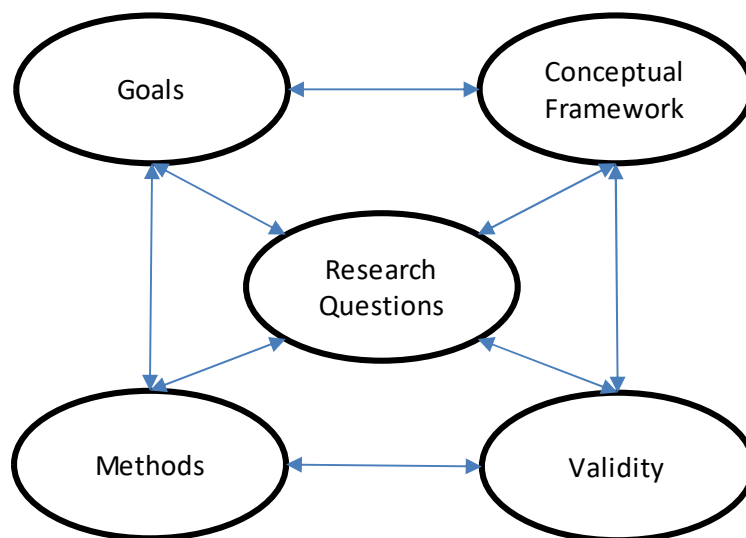 Goals
Conceptual
Framework
Research
Questions
Methods
Validity